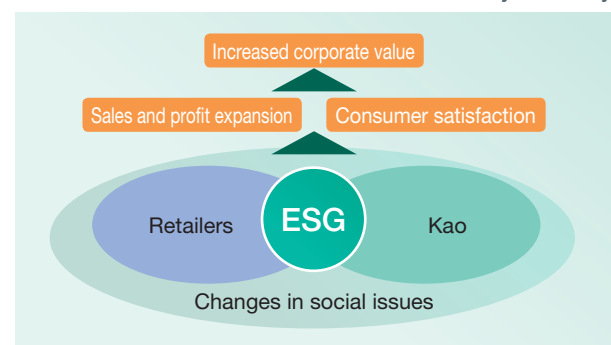 Increased corporate value
Sales and profit expansion
Consumer satisfaction
Retailers
ESG
Kao
Changes in social issues